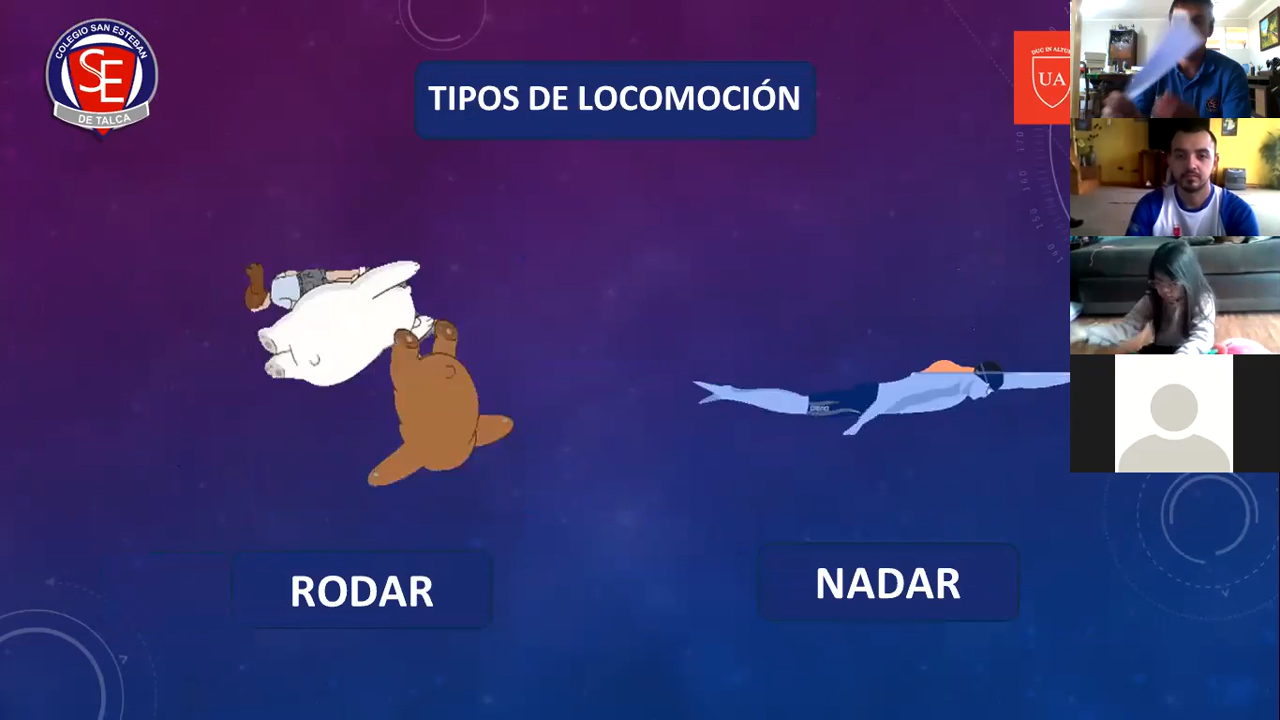 COLEGIO SAN ESTEBAN
SE
DE TALCA
TIPOS DE LOCOMOCIÓN
UA
RODAR
NADAR